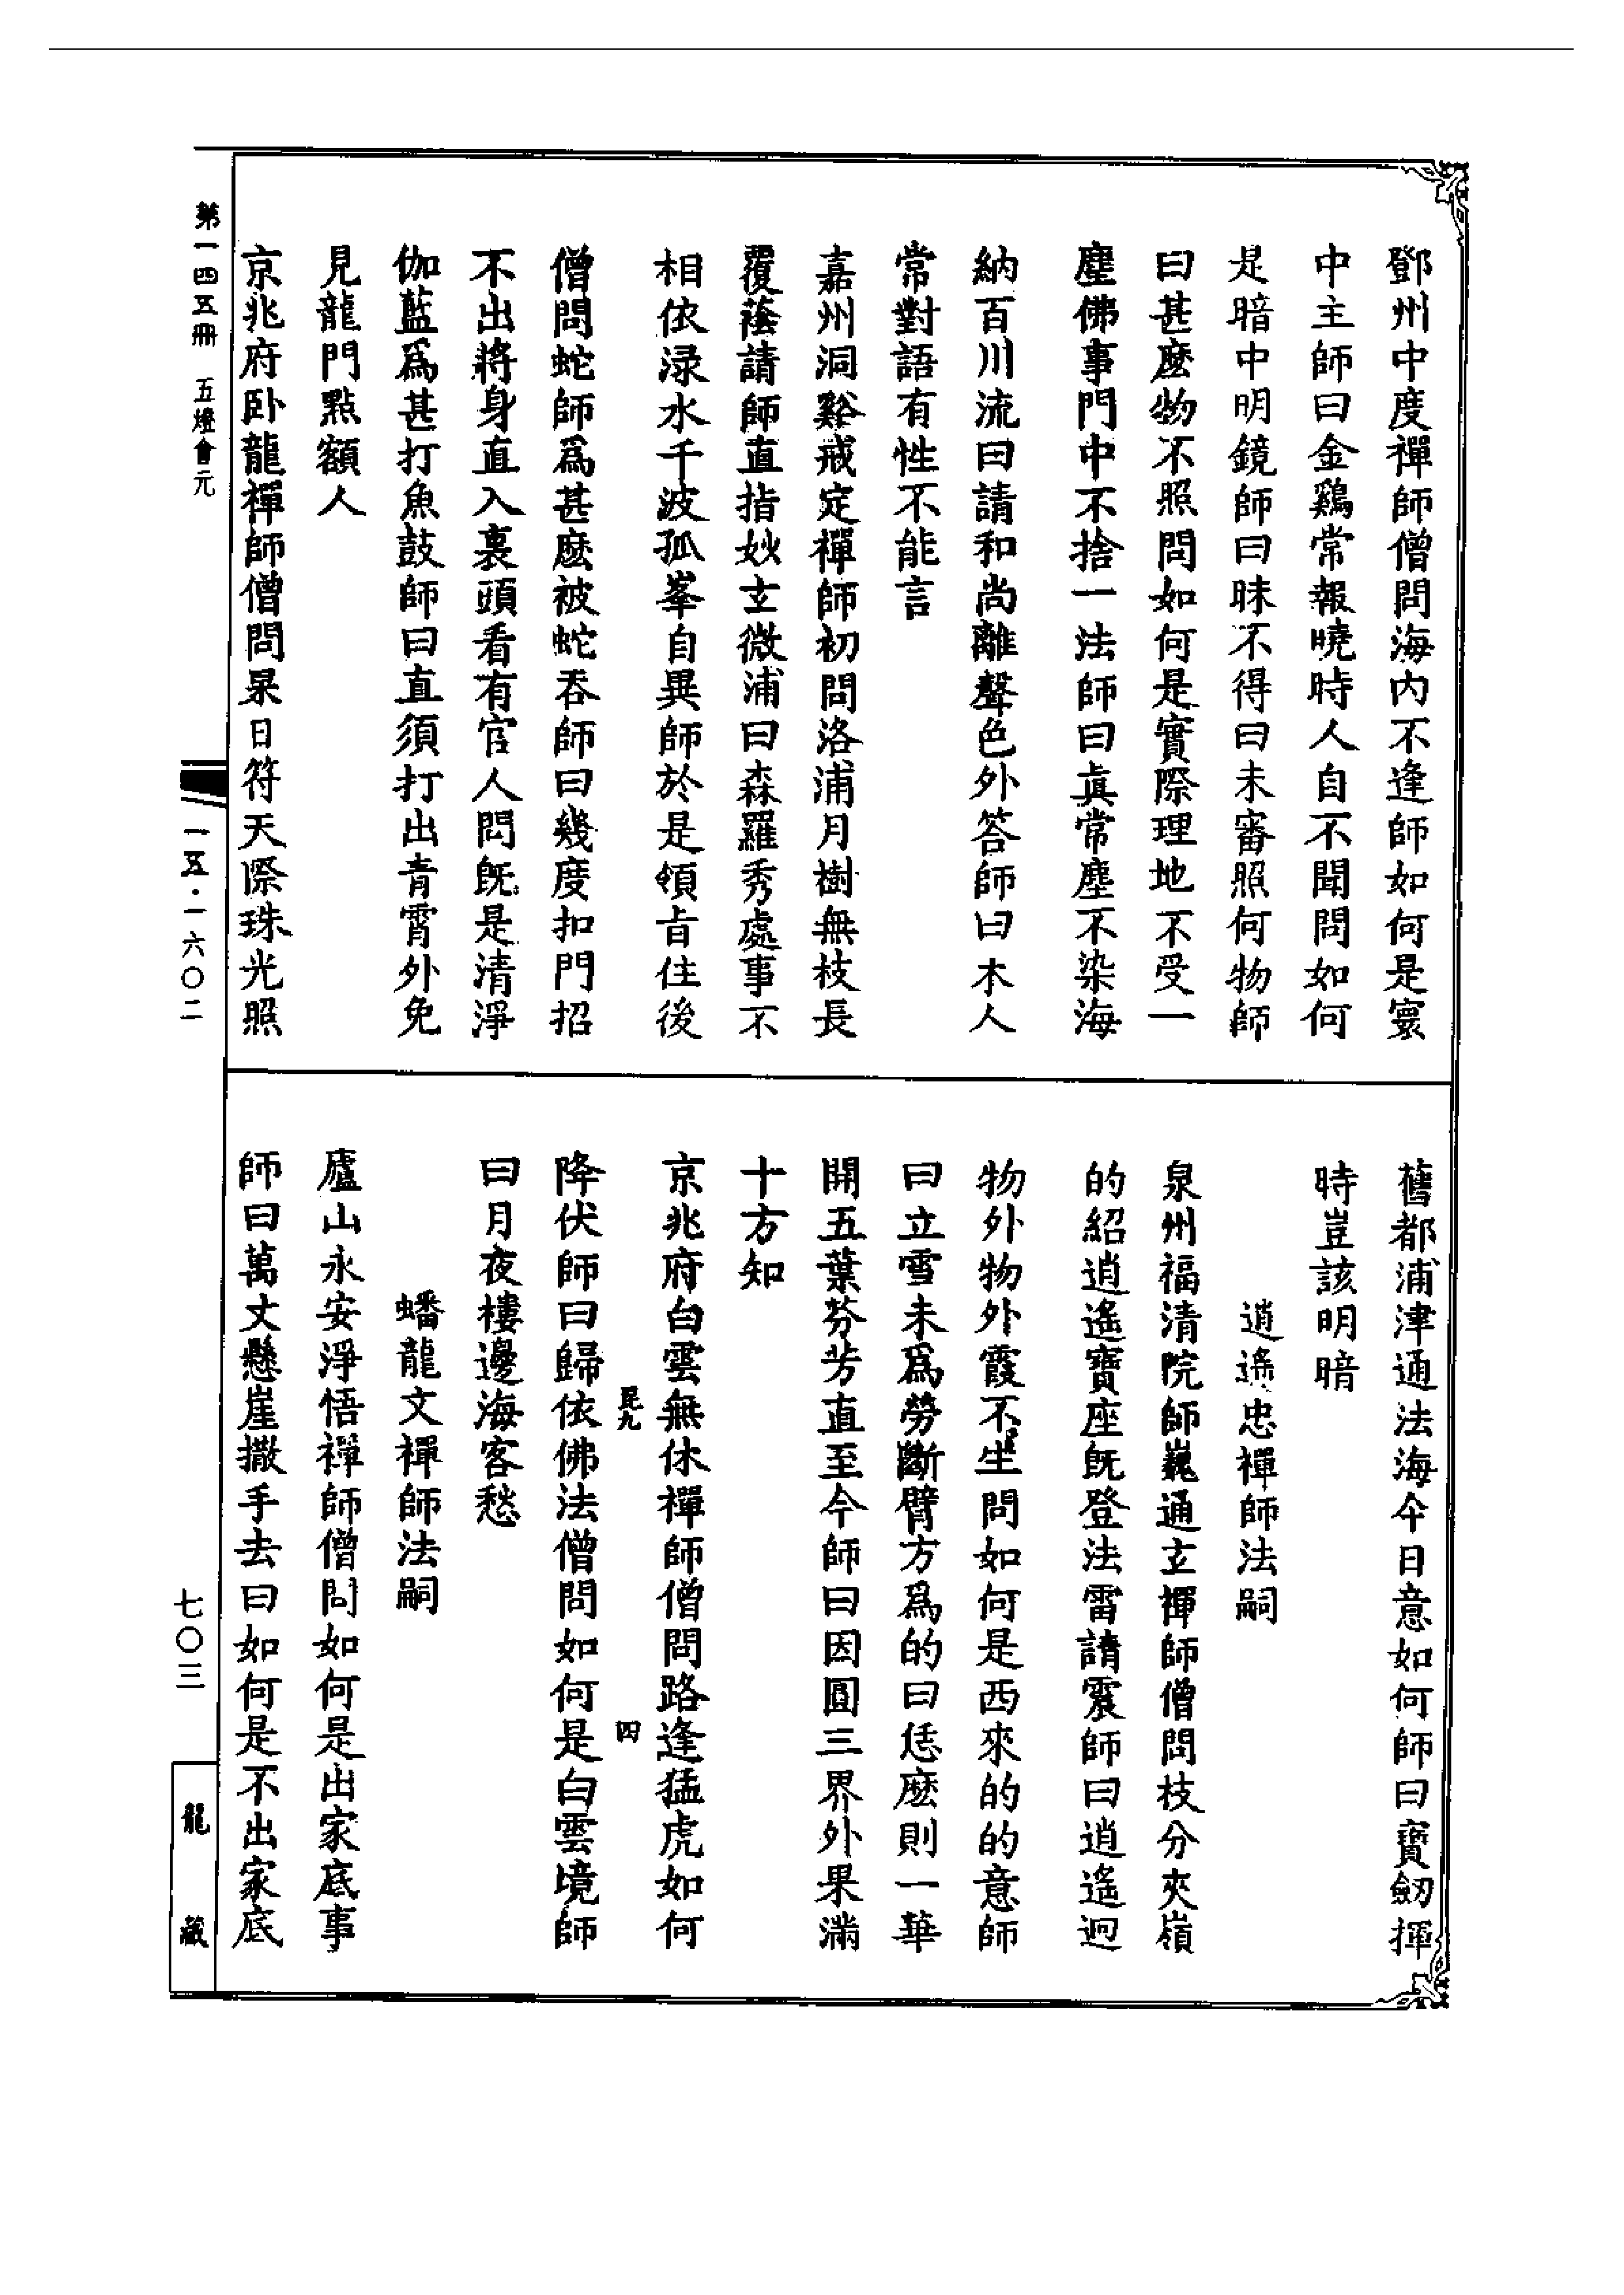 鄧州中度禪師僧問海內不逢師如何是寰
中主師曰金鷄常報曉時人自不聞問如何
是暗中明鏡師曰昧不得曰未審照何物師
曰甚麽物不照問如何是實際理地不受一
塵佛事門中不捨一法師曰眞常塵不染海
納百川流曰請和尚離聲色外答師曰木人
常對語有性不能言
嘉州洞谿戒定禪師初問洛浦月樹無枝長
覆蔭請師直指妙玄微浦曰森羅秀處事不
相依淥水千波孤峯自異師於是領旨住後
僧問蛇師爲甚麽被蛇吞師曰幾度扣門招
不出將身直入裏頭看有官人問旣是清淨
伽藍爲甚打魚鼓師曰直須打出青霄外免
見龍門點額人
京兆府卧龍禪師僧問杲日符天際珠光照
舊都浦津通法海今日意如何師曰寶劒揮
時豈該明暗
逍遙忠禪師法嗣
泉州福清院師巍通玄禪師僧問枝分夾嶺
的紹逍遙寶座旣登法雷請震師曰逍遙迥
物外物外霞不生問如何是西來的的意師
曰立雪未爲勞斷臂方爲的曰恁麽則一華
開五葉芬芳直至今師曰因圓三界外果滿
十方知
京兆府白雲無休禪師僧問路逢猛虎如何
昆九
四
降伏師曰歸依佛法僧問如何是白雲境師
曰月夜樓邊海客愁
蟠龍文禪師法嗣
廬山永安淨悟禪師僧問如何是出家底事
師曰萬丈懸崖撒手去曰如何是不出家底
第一四五冊 五燈會元
一五·一六〇二
七〇三
龍藏